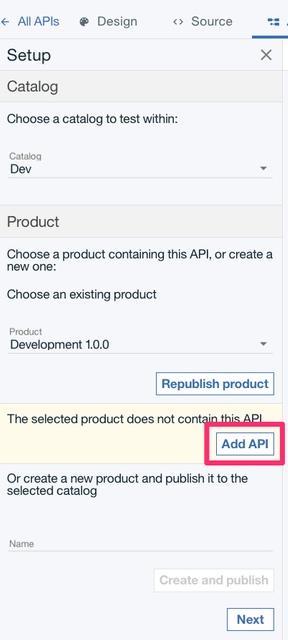 All APIs Design Source
Setup
Catalog
Choose a catalog to test within:
Catalog
Dev
Product
Choose a product containing this API, or create a
new one:
Choose an existing product
Product
Development 1.0.0
Republish product
The selected product does not contain this API
Add API
Or create a new product and publish it to the
selected catalog
Name
Create and publish
Next